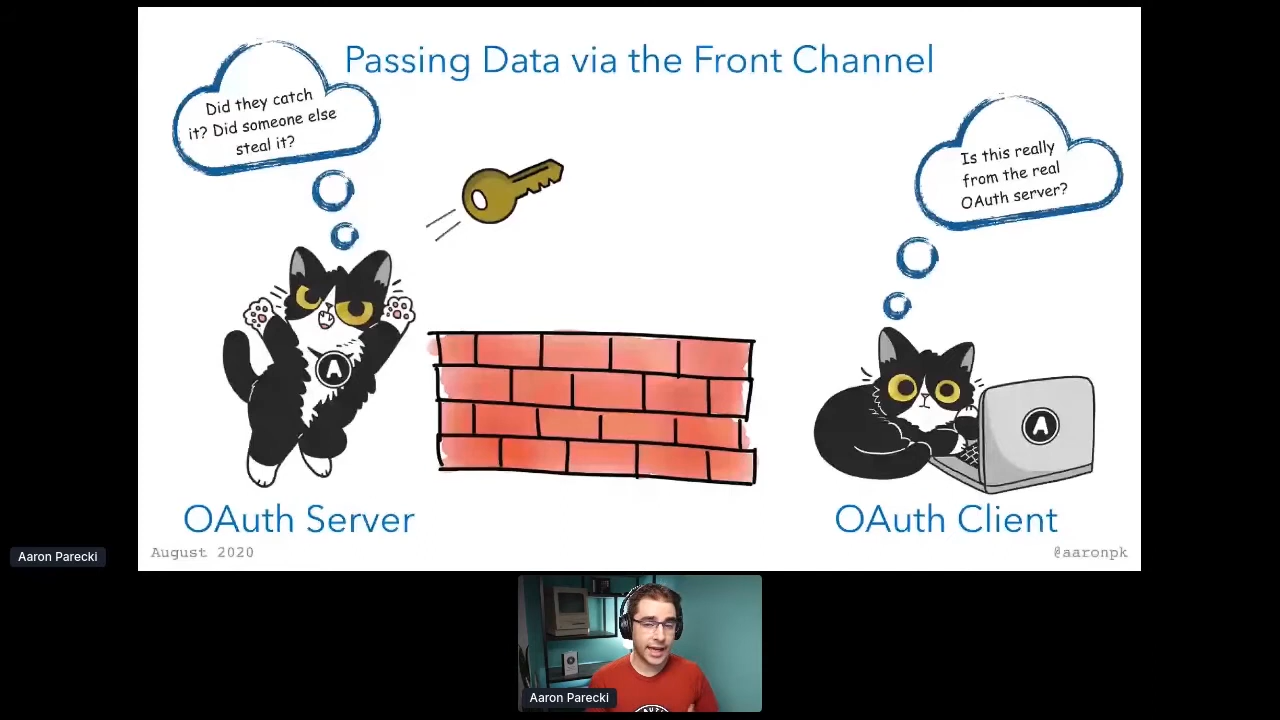 Passing Data via the Front Channel
Did they catch
it? Did someone else
steal it?
Is this really
from the real
OAuth server?
A
A
OAuth Server
OAuth Client
August 2020
@aaronpk
Aaron Parecki
Aaron Parecki